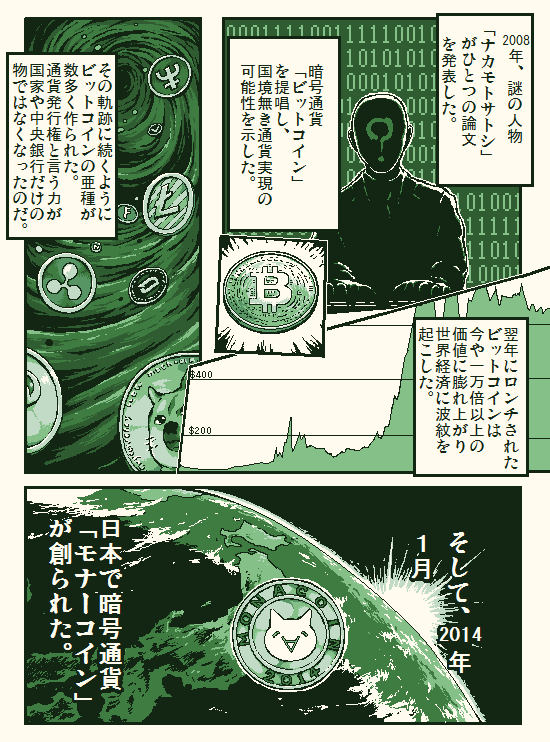 2008年、謎の人物
「ナカモトサトシ」
がひとつの論文
を発表した。
暗号通貨
「ビットコイン」
を提唱し、
国境無き通貨実現の
可能性を示した。
翌年にロンチされた
ビットコインは
今や一万倍以上の
価値に膨れ上がり
世界経済に波紋を
起こした。
$400
$200
その軌跡に続くように
ビットコインの亜種が
数多く作られた。
通貨発行権と言う力が
国家や中央銀行だけの
物ではなくなったのだ。
そして、2014年
1月
MONACOIN
2014
日本で暗号通貨
「モナーコイン」
が創られた。